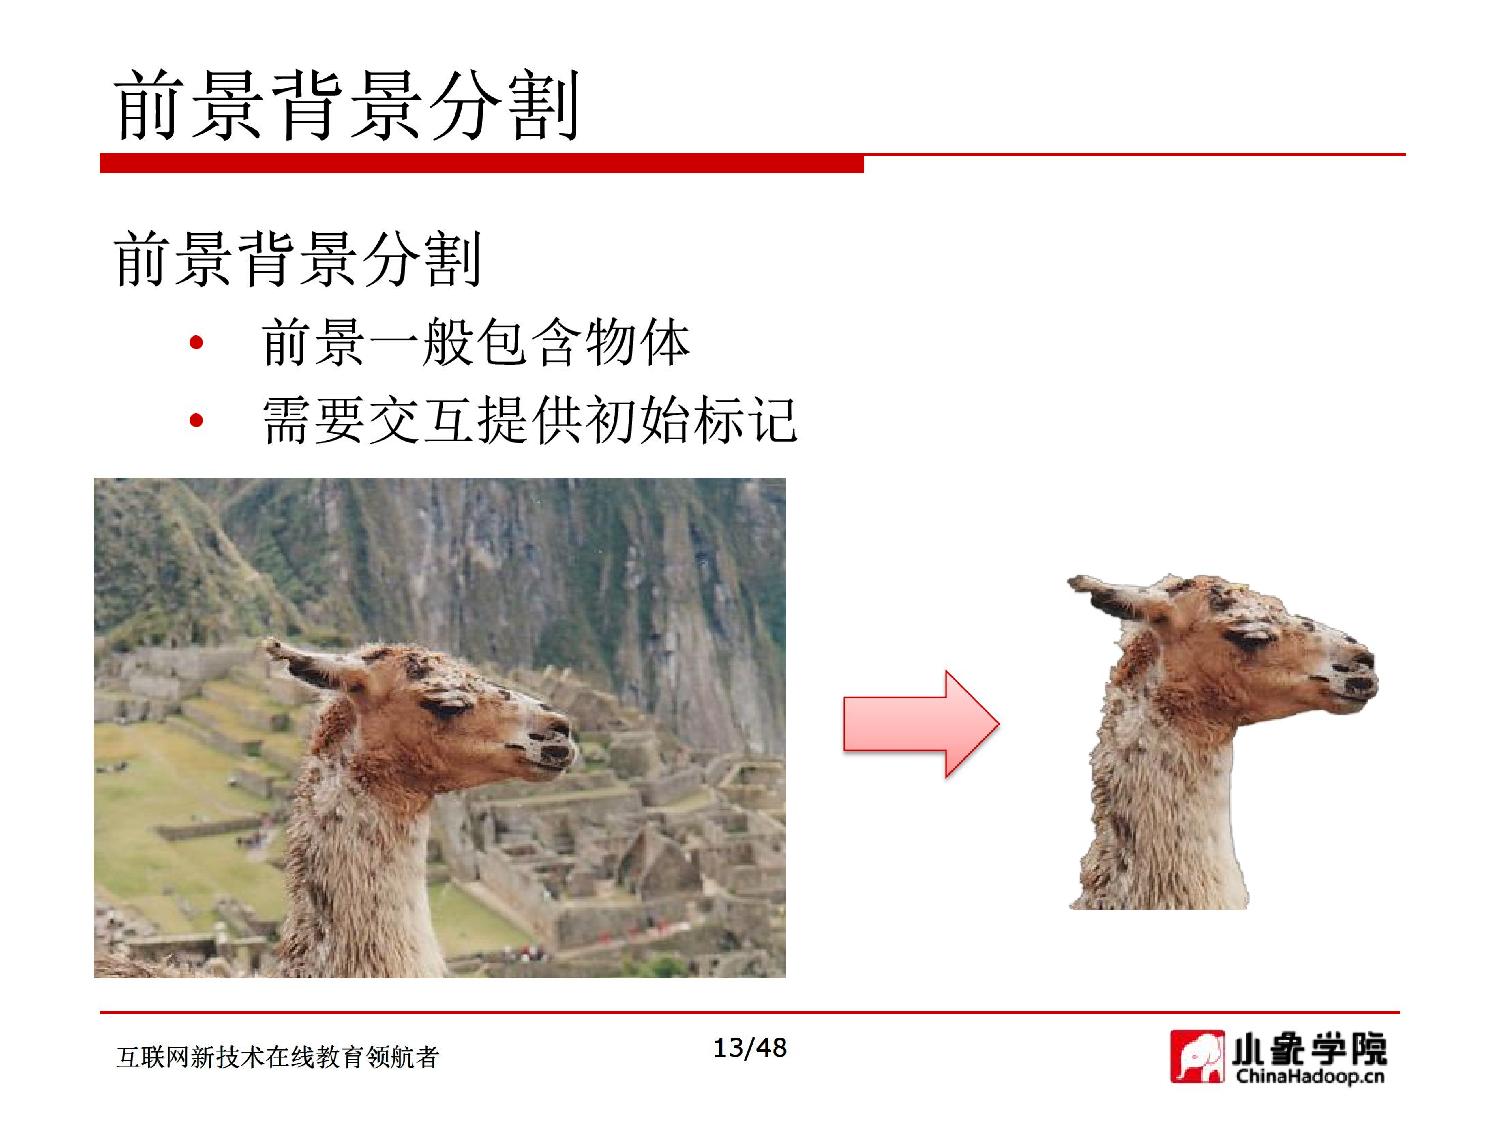 前景背景分割
前景背景分割
• 前景一般包含物体
• 需要交互提供初始标记
互联网新技术在线教育领航者
13/48
小象学院
ChinaHadoop.cn